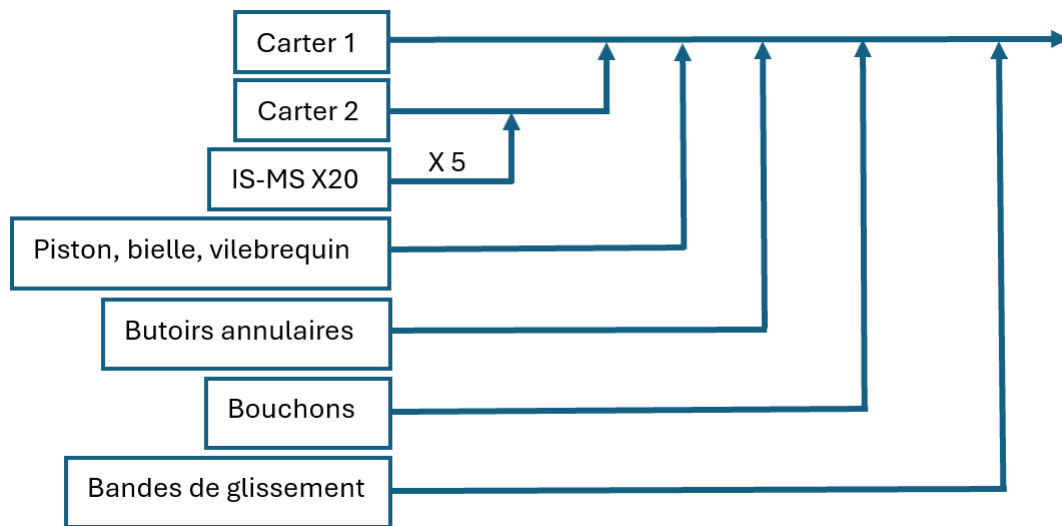 Carter 1
Carter 2
IS-MS X20
X 5
Piston, bielle, vilebrequin
Butoirs annulaires
Bouchons
Bandes de glissement